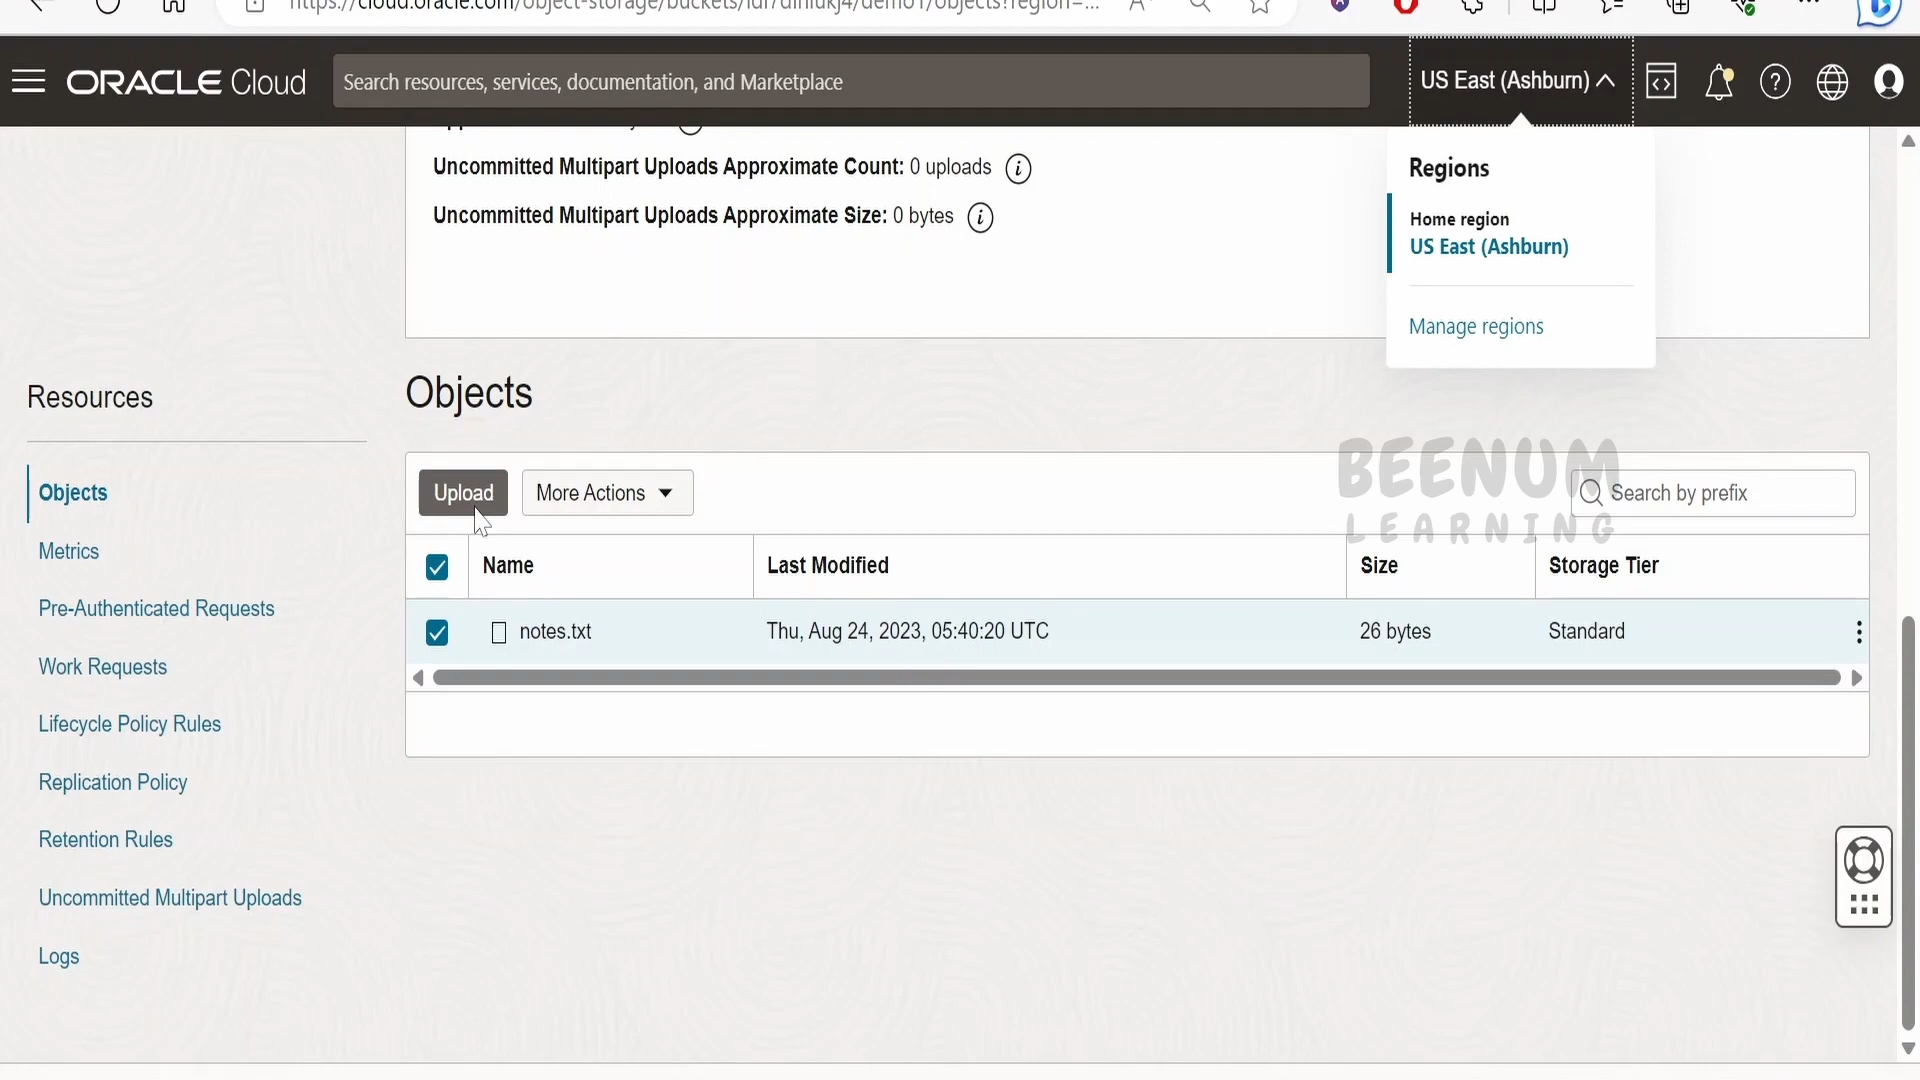 ORACLE Cloud
Search resources, services, documentation, and Marketplace
US East (Ashburn)
Uncommitted Multipart Uploads Approximate Count: 0 uploads
Uncommitted Multipart Uploads Approximate Size: 0 bytes
Regions
Home region
US East (Ashburn)
Manage regions
Resources
Objects
Metrics
Pre-Authenticated Requests
Work Requests
Lifecycle Policy Rules
Replication Policy
Retention Rules
Uncommitted Multipart Uploads
Logs
Objects
Upload
More Actions
BEENUM
LEARNING
Search by prefix
Name Last Modified Size Storage Tier
notes.txt Thu, Aug 24, 2023, 05:40:20 UTC 26 bytes Standard